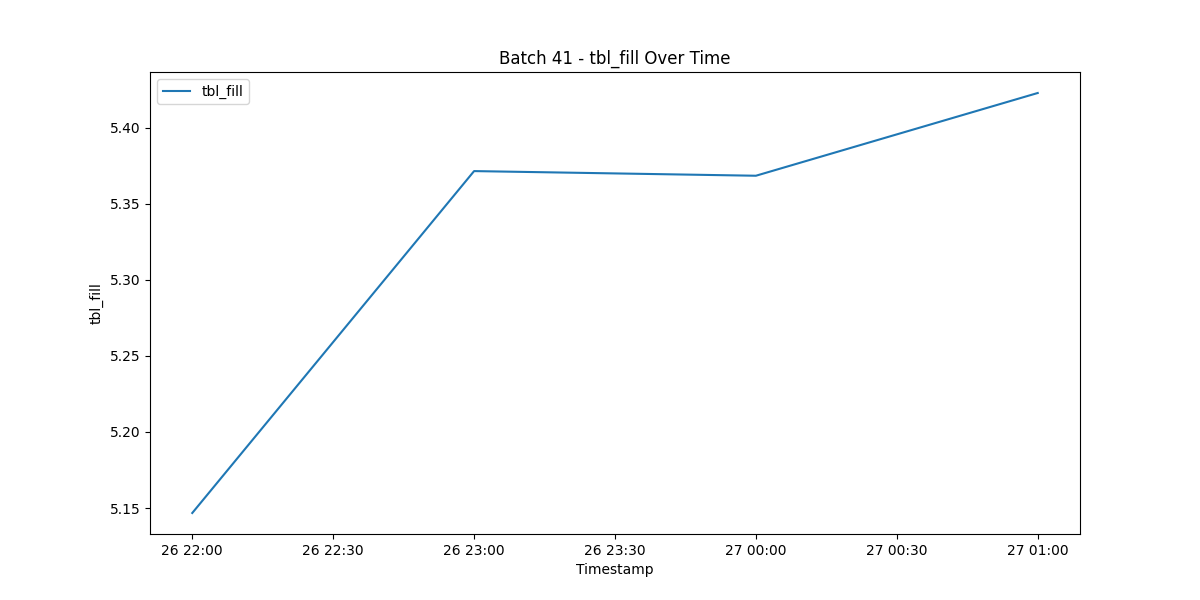 Batch 41 - tbl_fill Over Time
tbl_fill
5.40
5.35
5.30
5.25
5.20
5.15
tbl_fill
26 22:00 26 22:30 26 23:00 26 23:30 27 00:00 27 00:30 27 01:00
Timestamp